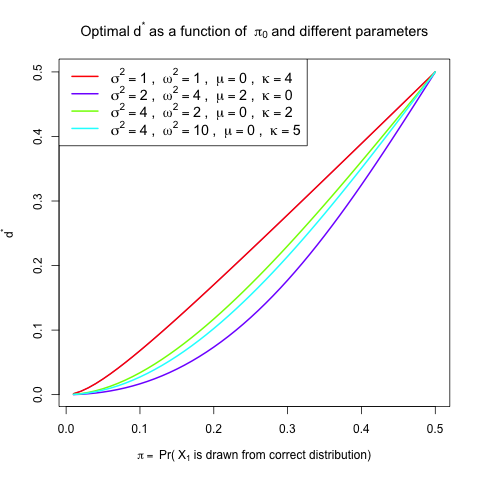 Optimal d* as a function of π₀ and different parameters
σ² = 1 , ω² = 1 , μ = 0 , κ = 4
σ² = 2 , ω² = 4 , μ = 2 , κ = 0
σ² = 4 , ω² = 2 , μ = 0 , κ = 2
σ² = 4 , ω² = 10 , μ = 0 , κ = 5
d*
0.5
0.4
0.3
0.2
0.1
0.0
0.0 0.1 0.2 0.3 0.4 0.5
π = Pr( X₁ is drawn from correct distribution)